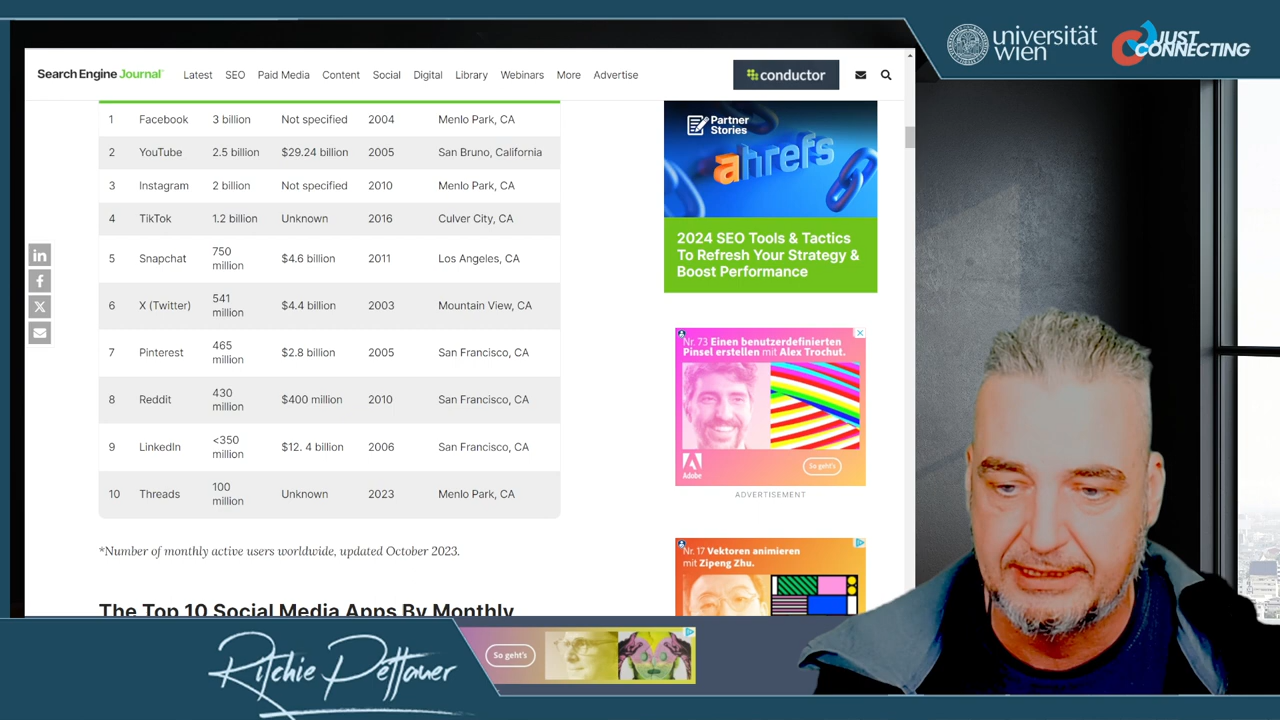 universität
wien
JUST
CONNECTING
Search Engine Journal
Latest SEO Paid Media Content Social Digital Library Webinars More Advertise
conductor
1 Facebook 3 billion Not specified 2004 Menlo Park, CA
2 YouTube 2.5 billion $29.24 billion 2005 San Bruno, California
3 Instagram 2 billion Not specified 2010 Menlo Park, CA
4 TikTok 1.2 billion Unknown 2016 Culver City, CA
5 Snapchat 750 million $4.6 billion 2011 Los Angeles, CA
6 X (Twitter) 541 million $4.4 billion 2003 Mountain View, CA
7 Pinterest 465 million $2.8 billion 2005 San Francisco, CA
8 Reddit 430 million $400 million 2010 San Francisco, CA
9 LinkedIn <350 million $12. 4 billion 2006 San Francisco, CA
10 Threads 100 million Unknown 2023 Menlo Park, CA
*Number of monthly active users worldwide, updated October 2023.
The Top 10 Social Media Apps By Monthly
Partner
Stories
ahrefs
2024 SEO Tools & Tactics
To Refresh Your Strategy &
Boost Performance
Nr. 73 Einen benutzerdefinierten
Pinsel erstellen mit Alex Trochut.
Adobe
So geht's
ADVERTISEMENT
Nr. 17 Vektoren animieren
mit Zipeng Zhu.
So geht's
Ritchie Pettauer